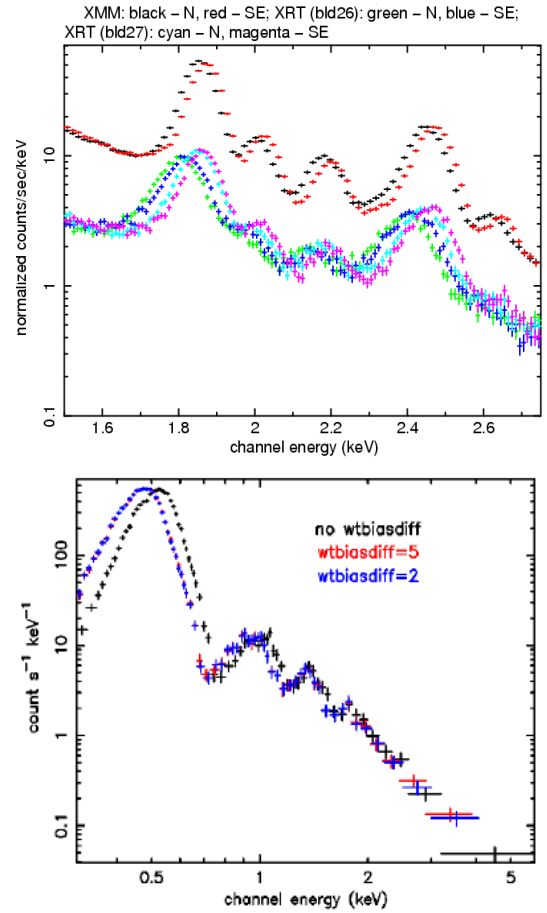 XMM: black – N, red – SE; XRT (bld26): green – N, blue – SE;
XRT (bld27): cyan – N, magenta – SE
normalized counts/sec/keV
10
1
0.1
1.6 1.8 2 2.2 2.4 2.6
channel energy (keV)
no wtbiasdiff
wtbiasdiff=5
wtbiasdiff=2
count s⁻¹ keV⁻¹
100
10
1
0.1
0.5 1 2 5
channel energy (keV)